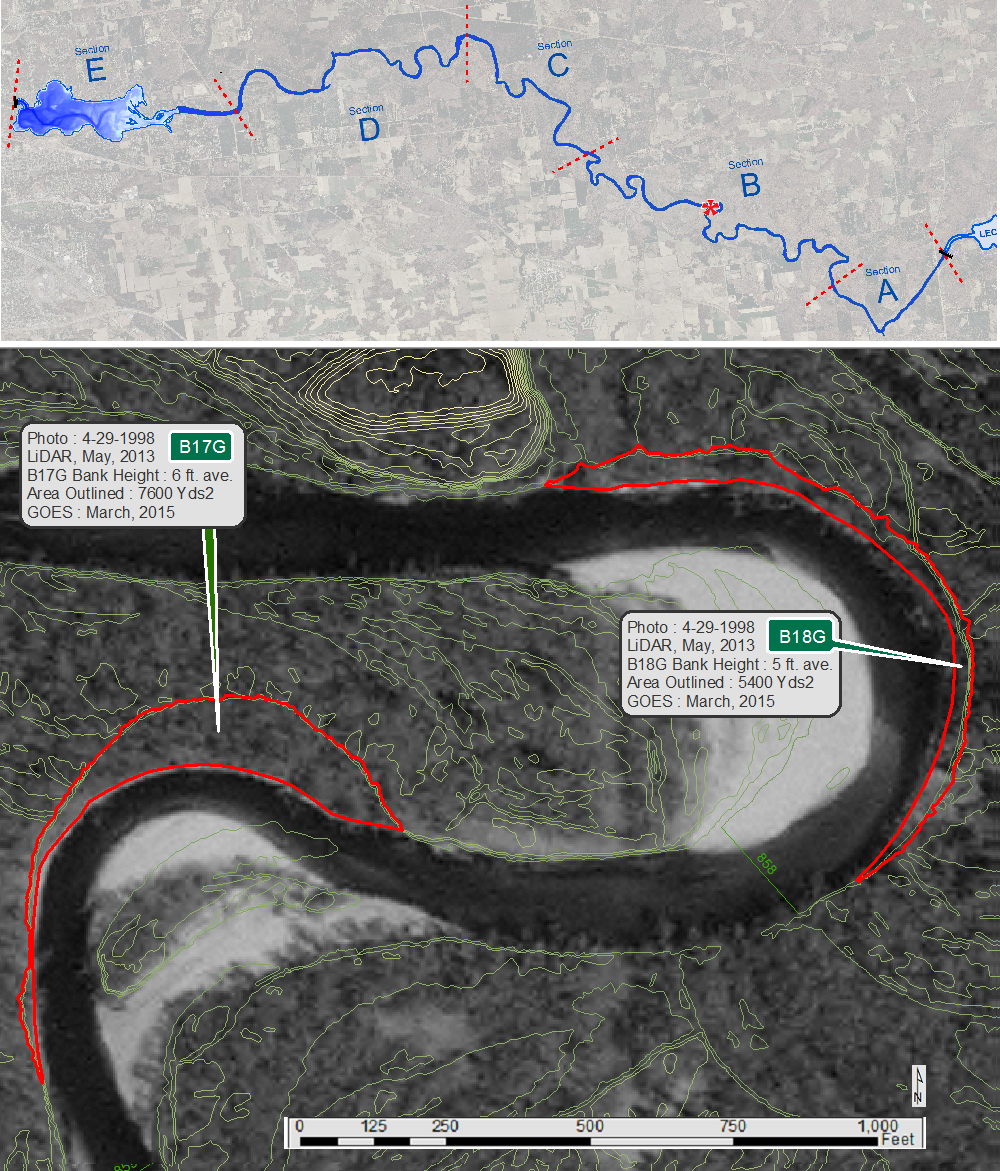 Section
E
Section
D
Section
C
Section
B
Section
A
LEC
Photo : 4-29-1998
LiDAR, May, 2013
B17G
B17G Bank Height : 6 ft. ave.
Area Outlined : 7600 Yds2
GOES : March, 2015
Photo : 4-29-1998
LiDAR, May, 2013
B18G
B18G Bank Height : 5 ft. ave.
Area Outlined : 5400 Yds2
GOES : March, 2015
858
N
0 125 250 500 750 1,000
Feet